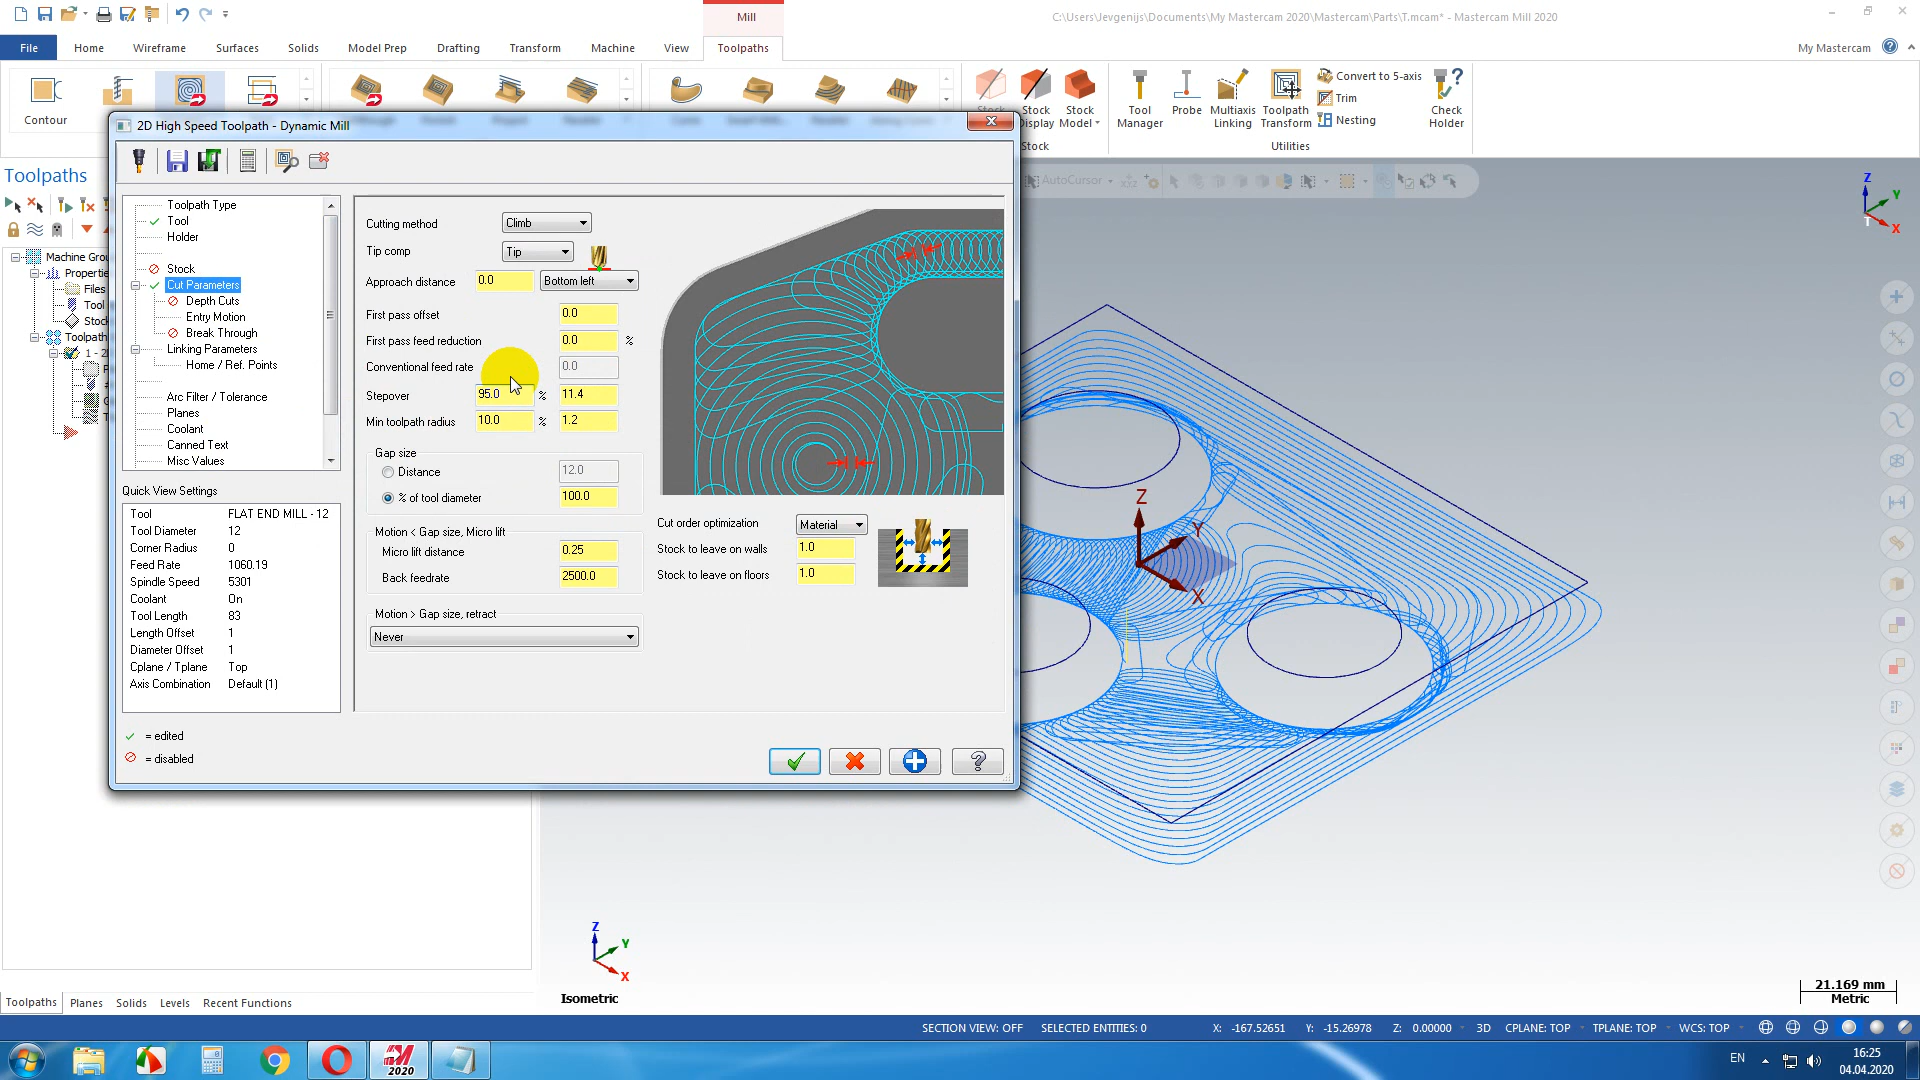 Mill
C:\Users\Jevgenijs\Documents\My Mastercam 2020\Mastercam\Parts\T.mcam* - Mastercam Mill 2020
File
Home
Wireframe
Surfaces
Solids
Model Prep
Drafting
Transform
Machine
View
Toolpaths
My Mastercam
Contour
Stock
Display
Stock
Model
Tool
Manager
Probe
Multiaxis
Linking
Toolpath
Transform
Convert to 5-axis
Trim
Nesting
Check
Holder
Stock
Utilities
2D High Speed Toolpath - Dynamic Mill
Toolpaths
AutoCursor
Machine Grou
Propertie
Files
Tool
Stock
Toolpath
1 - 2
Toolpath Type
Tool
Holder
Stock
Cut Parameters
Depth Cuts
Entry Motion
Break Through
Linking Parameters
Home / Ref. Points
Arc Filter / Tolerance
Planes
Coolant
Canned Text
Misc Values
Quick View Settings
Tool FLAT END MILL - 12
Tool Diameter 12
Corner Radius 0
Feed Rate 1060.19
Spindle Speed 5301
Coolant On
Tool Length 83
Length Offset 1
Diameter Offset 1
Cplane / Tplane Top
Axis Combination Default (1)
= edited
= disabled
Cutting method Climb
Tip comp Tip
Approach distance 0.0 Bottom left
First pass offset 0.0
First pass feed reduction 0.0 %
Conventional feed rate 0.0
Stepover 95.0 % 11.4
Min toolpath radius 10.0 % 1.2
Gap size
Distance 12.0
% of tool diameter 100.0
Motion < Gap size, Micro lift
Micro lift distance 0.25
Back feedrate 2500.0
Motion > Gap size, retract
Never
Cut order optimization Material
Stock to leave on walls 1.0
Stock to leave on floors 1.0
Z
Y
X
T
Z
Y
X
Z
Y
X
Isometric
21.169 mm
Metric
Toolpaths
Planes
Solids
Levels
Recent Functions
SECTION VIEW: OFF SELECTED ENTITIES: 0 X: -167.52651 Y: -15.26978 Z: 0.00000 3D CPLANE: TOP TPLANE: TOP WCS: TOP
2020
EN
16:25
04.04.2020